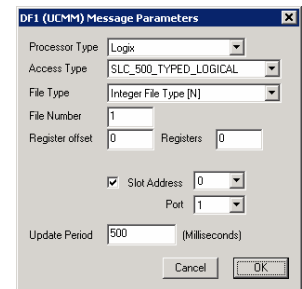 DF1 (UCMM) Message Parameters
Processor Type Logix
Access Type SLC_500_TYPED_LOGICAL
File Type Integer File Type [N]
File Number 1
Register offset 0 Registers 0
Slot Address 0
Port 1
Update Period 500 (Milliseconds)
Cancel OK